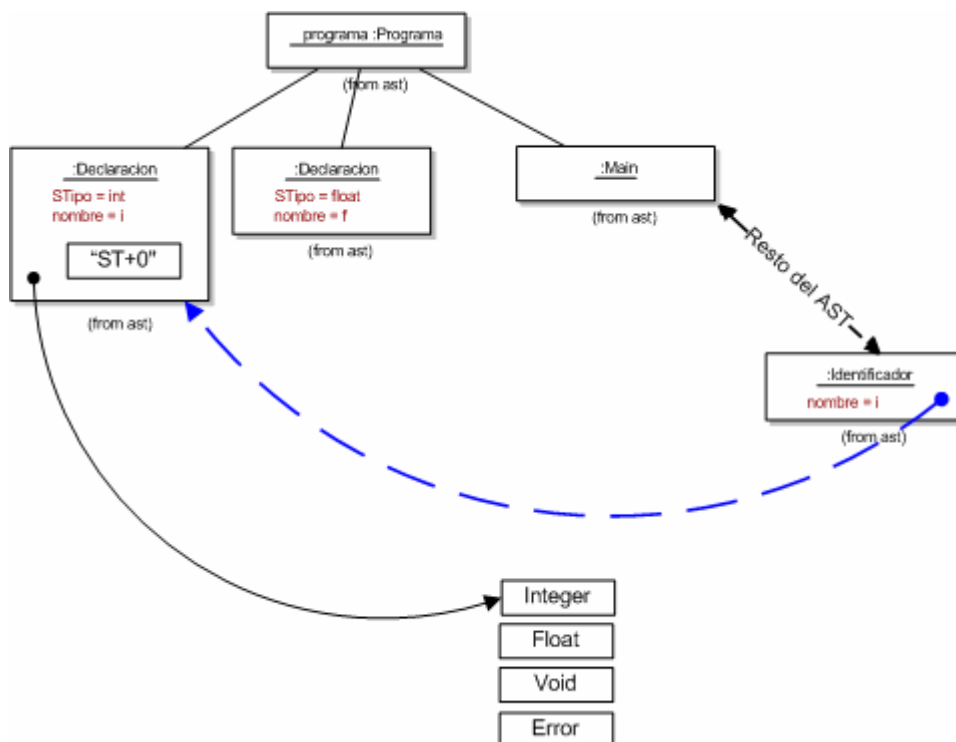 programa :Programa
(from ast)
:Declaracion
STipo = int
nombre = i
"ST+0"
(from ast)
:Declaracion
STipo = float
nombre = f
(from ast)
:Main
(from ast)
Resto del AST
:Identificador
nombre = i
(from ast)
Integer
Float
Void
Error